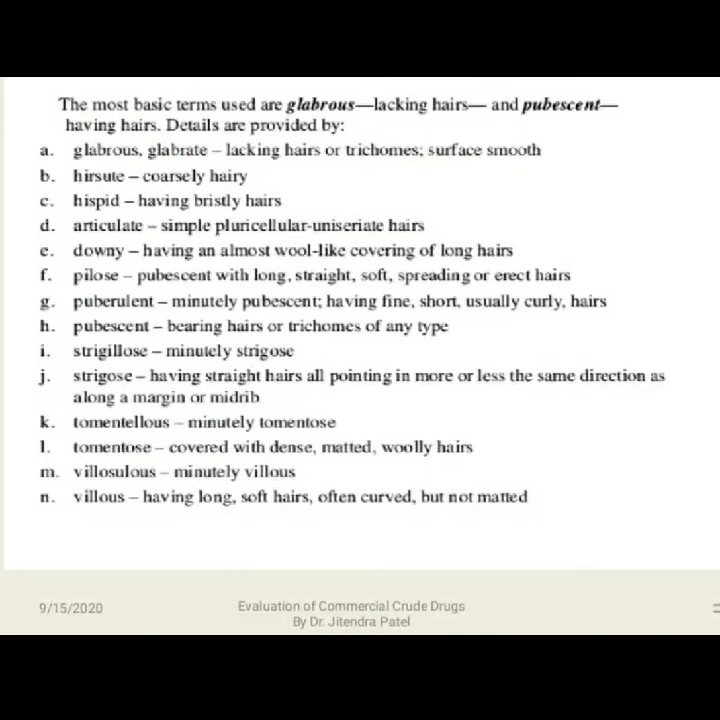 The most basic terms used are glabrous—lacking hairs— and pubescent—
having hairs. Details are provided by:
a. glabrous, glabrate – lacking hairs or trichomes; surface smooth
b. hirsute – coarsely hairy
c. hispid – having bristly hairs
d. articulate – simple pluricellular-uniseriate hairs
e. downy – having an almost wool-like covering of long hairs
f. pilose – pubescent with long, straight, soft, spreading or erect hairs
g. puberulent – minutely pubescent; having fine, short, usually curly, hairs
h. pubescent – bearing hairs or trichomes of any type
i. strigillose – minutely strigose
j. strigose – having straight hairs all pointing in more or less the same direction as
along a margin or midrib
k. tomentellous – minutely tomentose
l. tomentose – covered with dense, matted, woolly hairs
m. villosulous – minutely villous
n. villous – having long, soft hairs, often curved, but not matted
9/15/2020
Evaluation of Commercial Crude Drugs
By Dr. Jitendra Patel